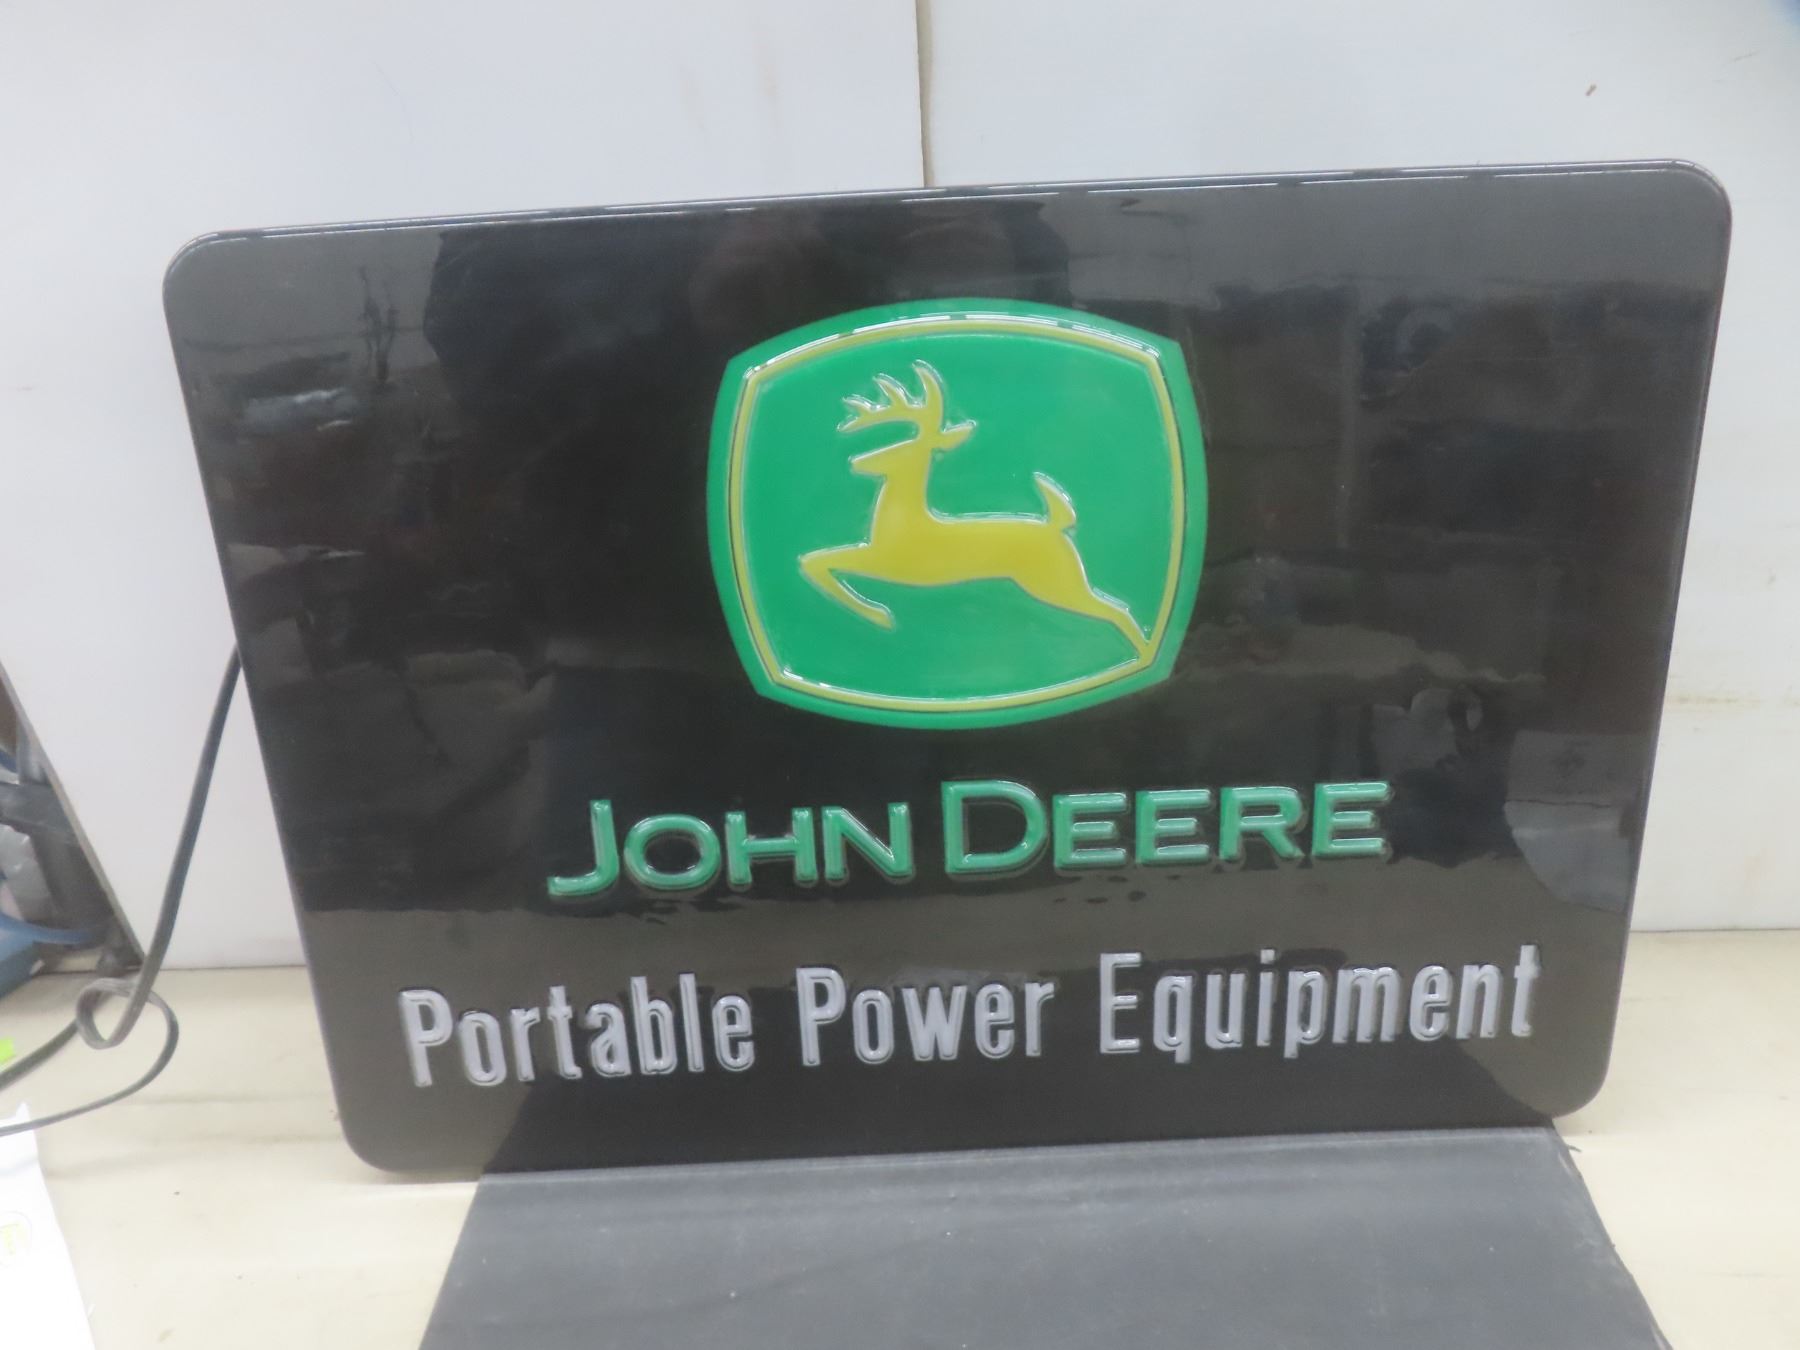 JOHN DEERE
Portable Power Equipment